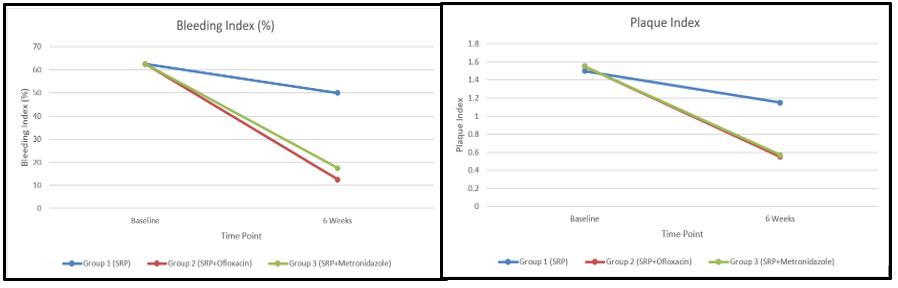 Bleeding Index (%)
70
60
50
40
30
20
10
0
Bleeding Index (%)
Baseline
6 Weeks
Time Point
Group 1 (SRP)
Group 2 (SRP+Ofloxacin)
Group 3 (SRP+Metronidazole)
Plaque Index
1.8
1.6
1.4
1.2
1
0.8
0.6
0.4
0.2
0
Plaque Index
Baseline
6 Weeks
Time Point
Group 1 (SRP)
Group 2 (SRP+Ofloxacin)
Group 3 (SRP+Metronidazole)